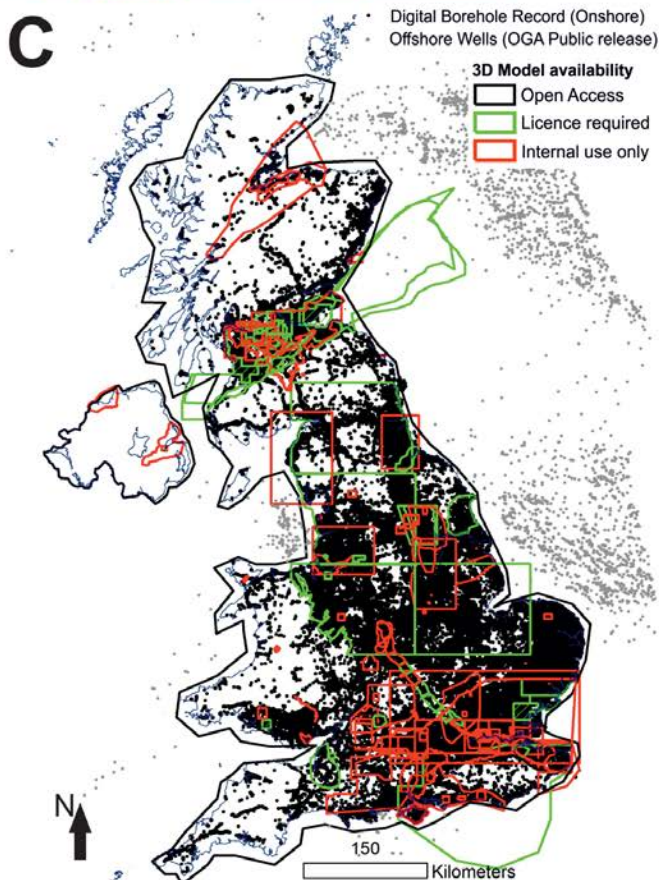 C
Digital Borehole Record (Onshore)
Offshore Wells (OGA Public release)
3D Model availability
Open Access
Licence required
Internal use only
N
150
Kilometers